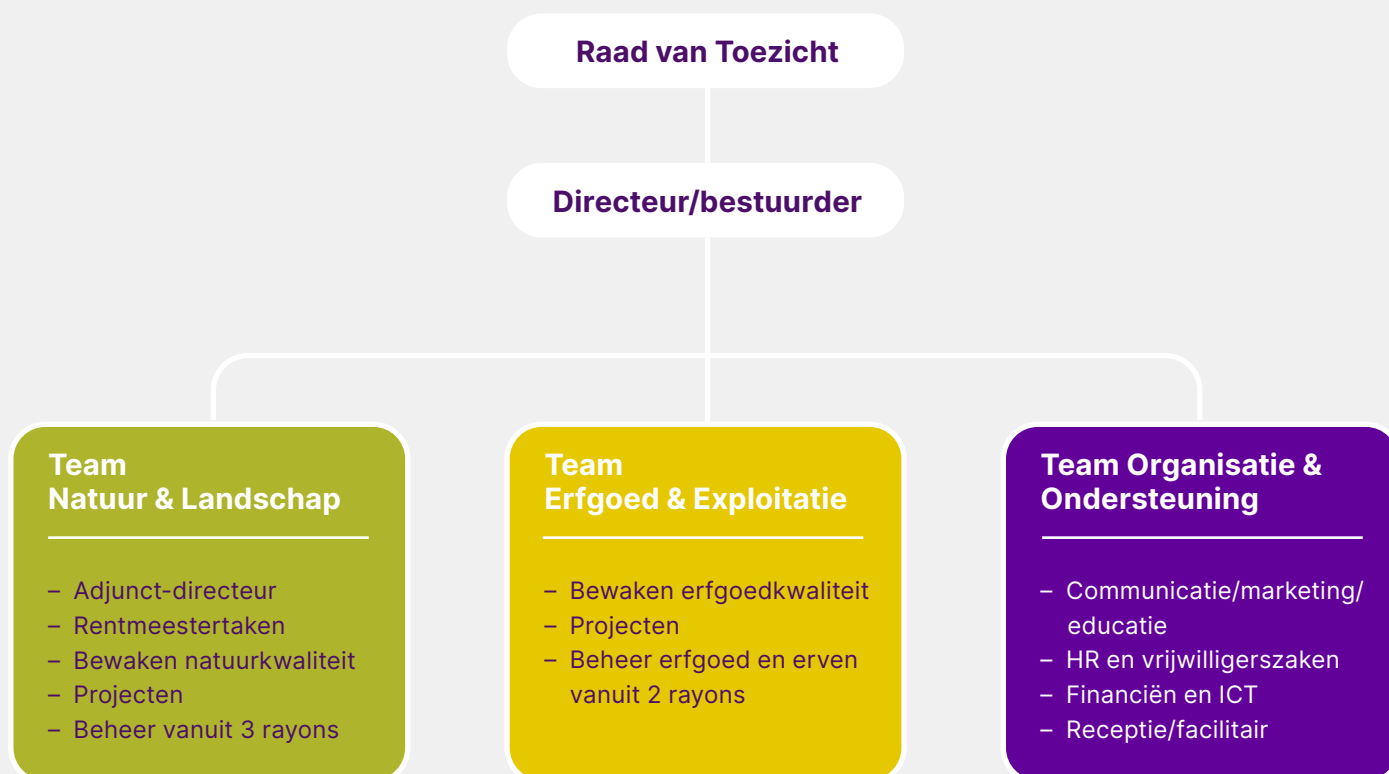 Raad van Toezicht
Directeur/bestuurder
Team
Natuur & Landschap
– Adjunct-directeur
– Rentmeestertaken
– Bewaken natuurkwaliteit
– Projecten
– Beheer vanuit 3 rayons
Team
Erfgoed & Exploitatie
– Bewaken erfgoedkwaliteit
– Projecten
– Beheer erfgoed en erven
vanuit 2 rayons
Team Organisatie &
Ondersteuning
– Communicatie/marketing/
educatie
– HR en vrijwilligerszaken
– Financiën en ICT
– Receptie/facilitair